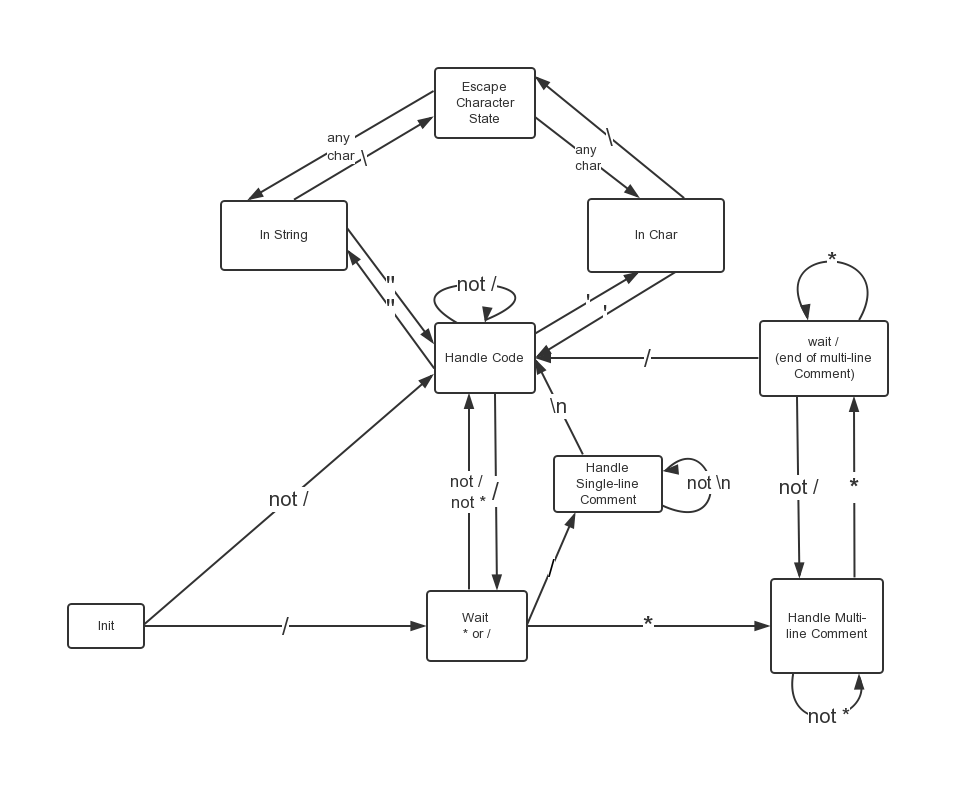 Escape
Character
State
any
char
\
any
char
\
In String
In Char
"
"
not /
'
'
*
Handle Code
/
wait /
(end of multi-line
Comment)
\n
Handle
Single-line
Comment
not \n
not /
not /
not *
/
not /
*
/
Init
/
Wait
* or /
*
Handle Multi-
line Comment
not *